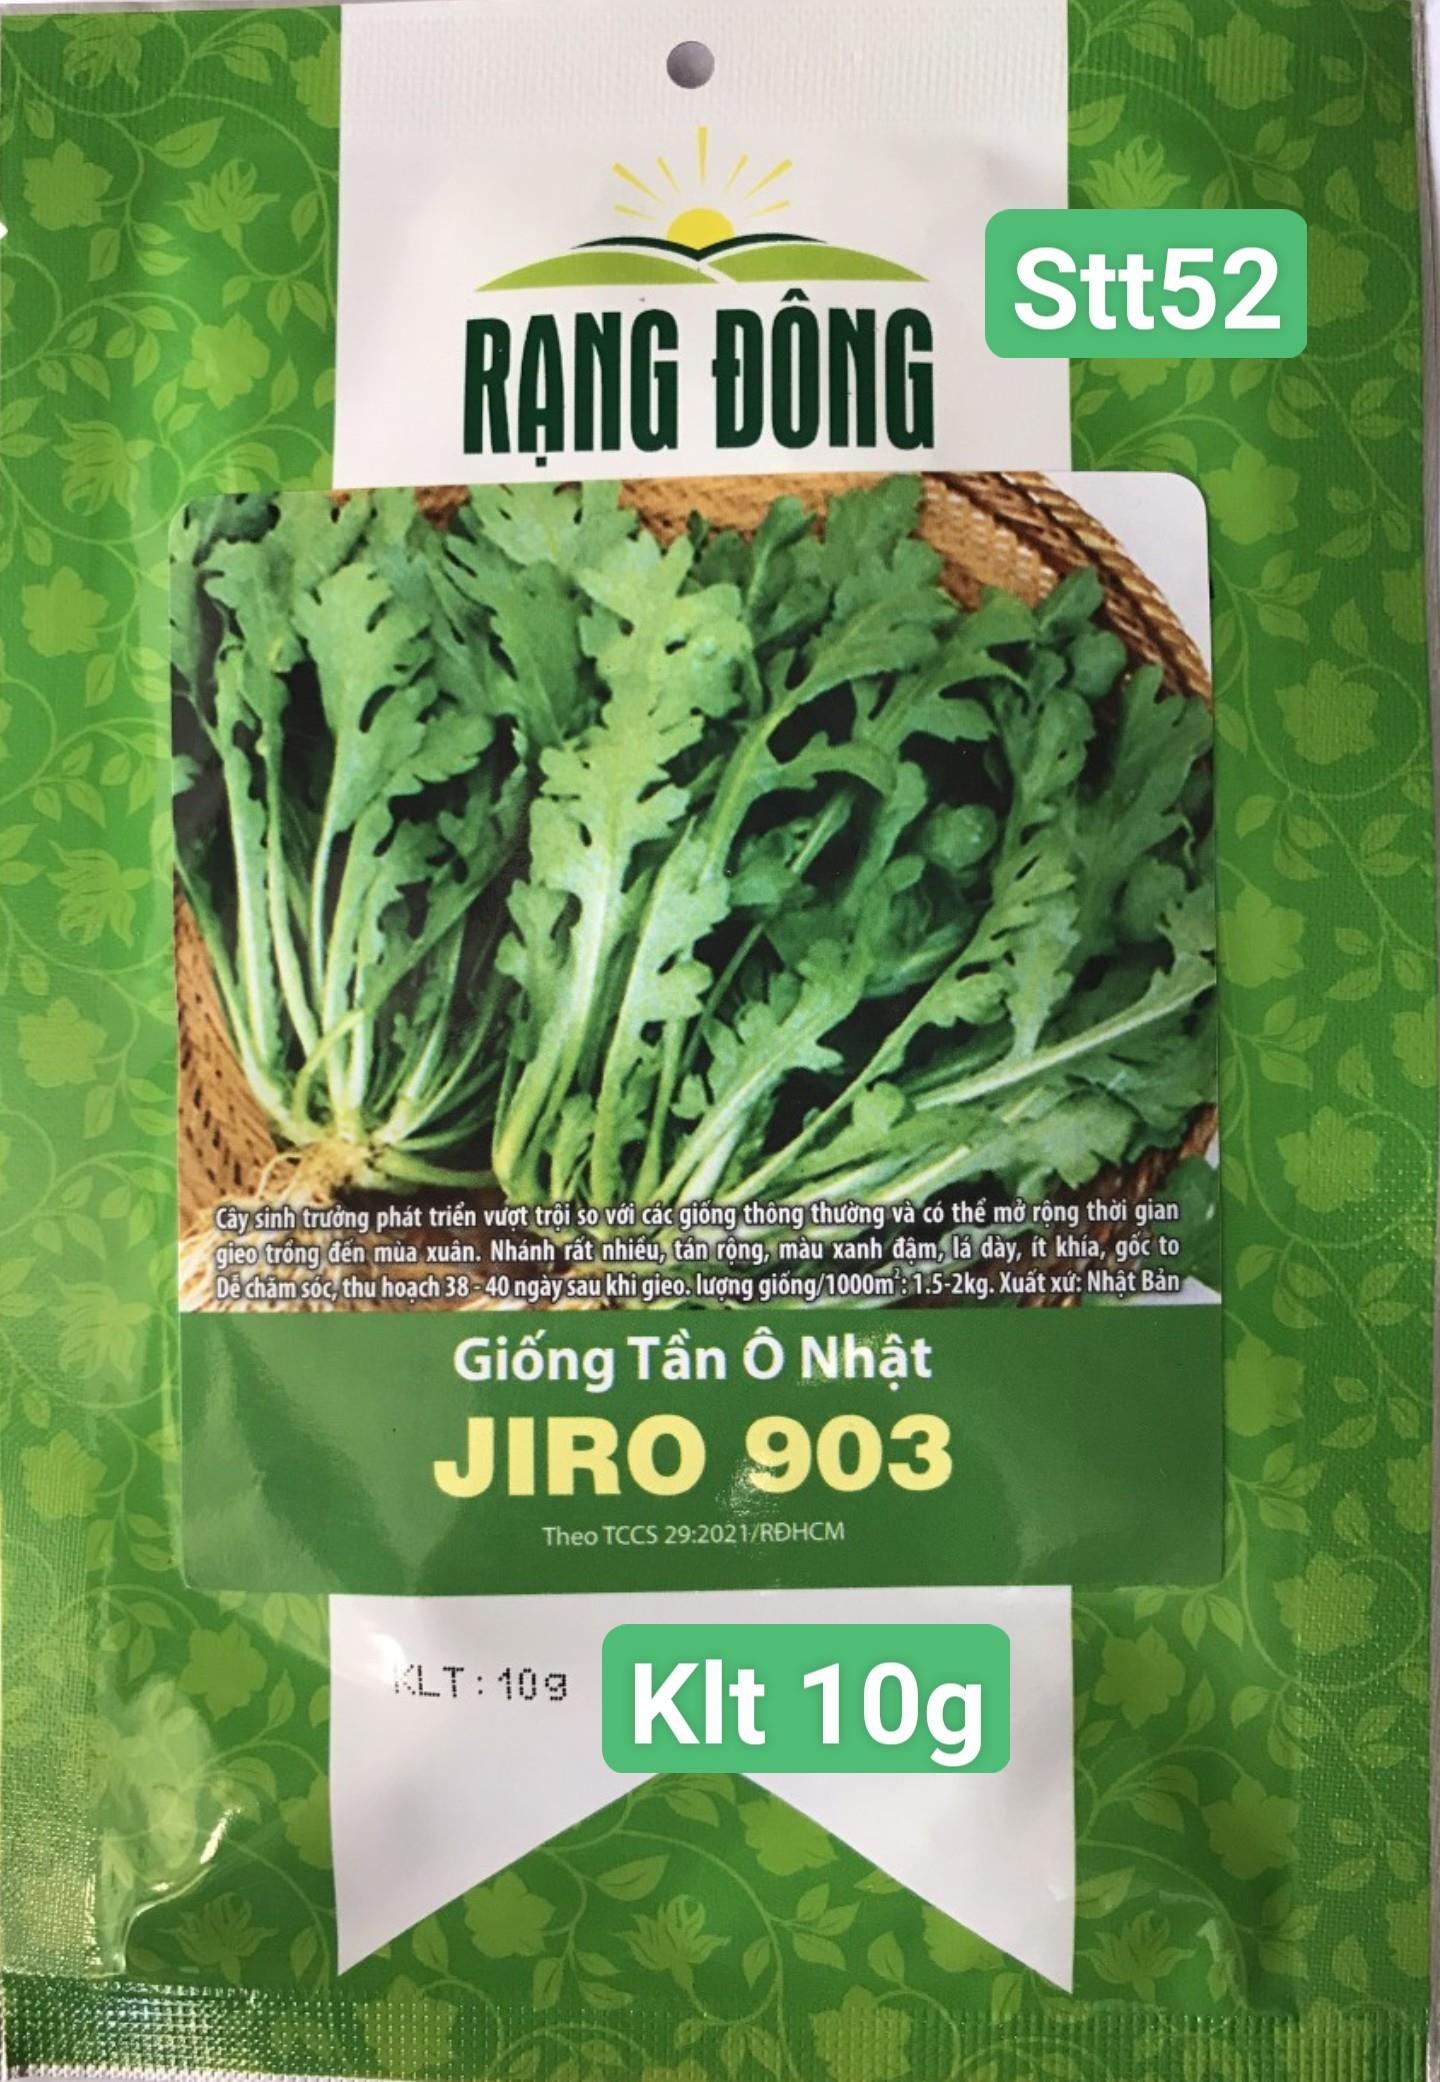 RẠNG ĐÔNG
Stt52
Cây sinh trưởng phát triển vượt trội so với các giống thông thường và có thể mở rộng thời gian
gieo trồng đến mùa xuân. Nhánh rất nhiều, tán rộng, màu xanh đậm, lá dày, ít khía, gốc to
Dễ chăm sóc, thu hoạch 38 - 40 ngày sau khi gieo. lượng giống/1000m²: 1.5-2kg. Xuất xứ: Nhật Bản
Giống Tần Ô Nhật
JIRO 903
Theo TCCS 29:2021/RĐHCM
KLT: 10g
Klt 10g